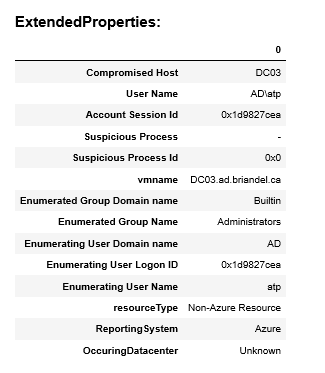 ExtendedProperties:
0
Compromised Host DC03
User Name AD\atp
Account Session Id 0x1d9827cea
Suspicious Process -
Suspicious Process Id 0x0
vmname DC03.ad.briandel.ca
Enumerated Group Domain name Builtin
Enumerated Group Name Administrators
Enumerating User Domain name AD
Enumerating User Logon ID 0x1d9827cea
Enumerating User Name atp
resourceType Non-Azure Resource
ReportingSystem Azure
OccuringDatacenter Unknown